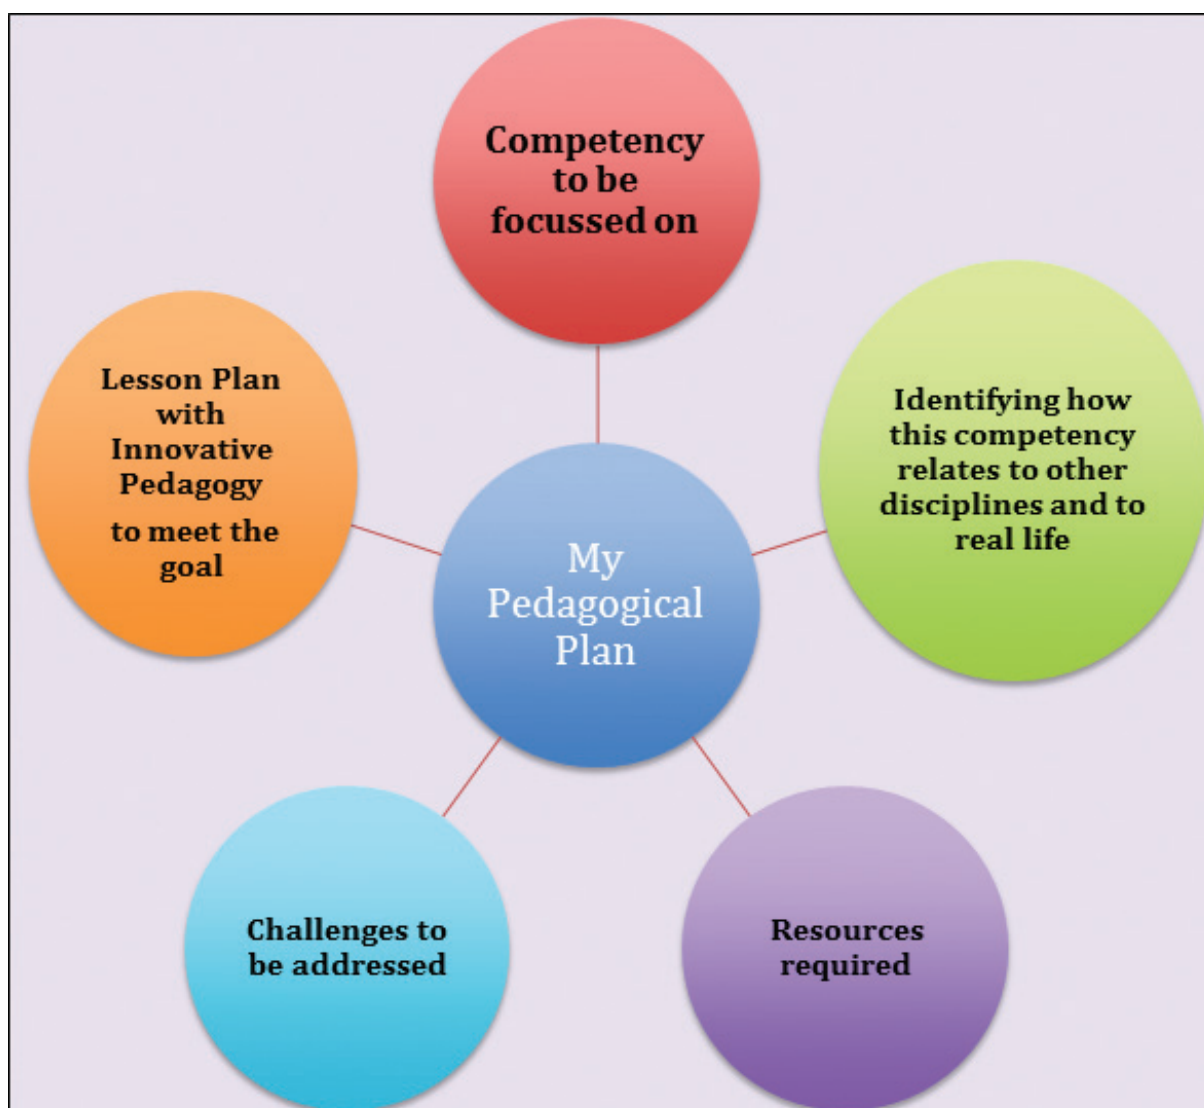 Competency
to be
focussed on
Identifying how
this competency
relates to other
disciplines and to
real life
Resources
required
Challenges to
be addressed
Lesson Plan
with
Innovative
Pedagogy
to meet the
goal
My
Pedagogical
Plan